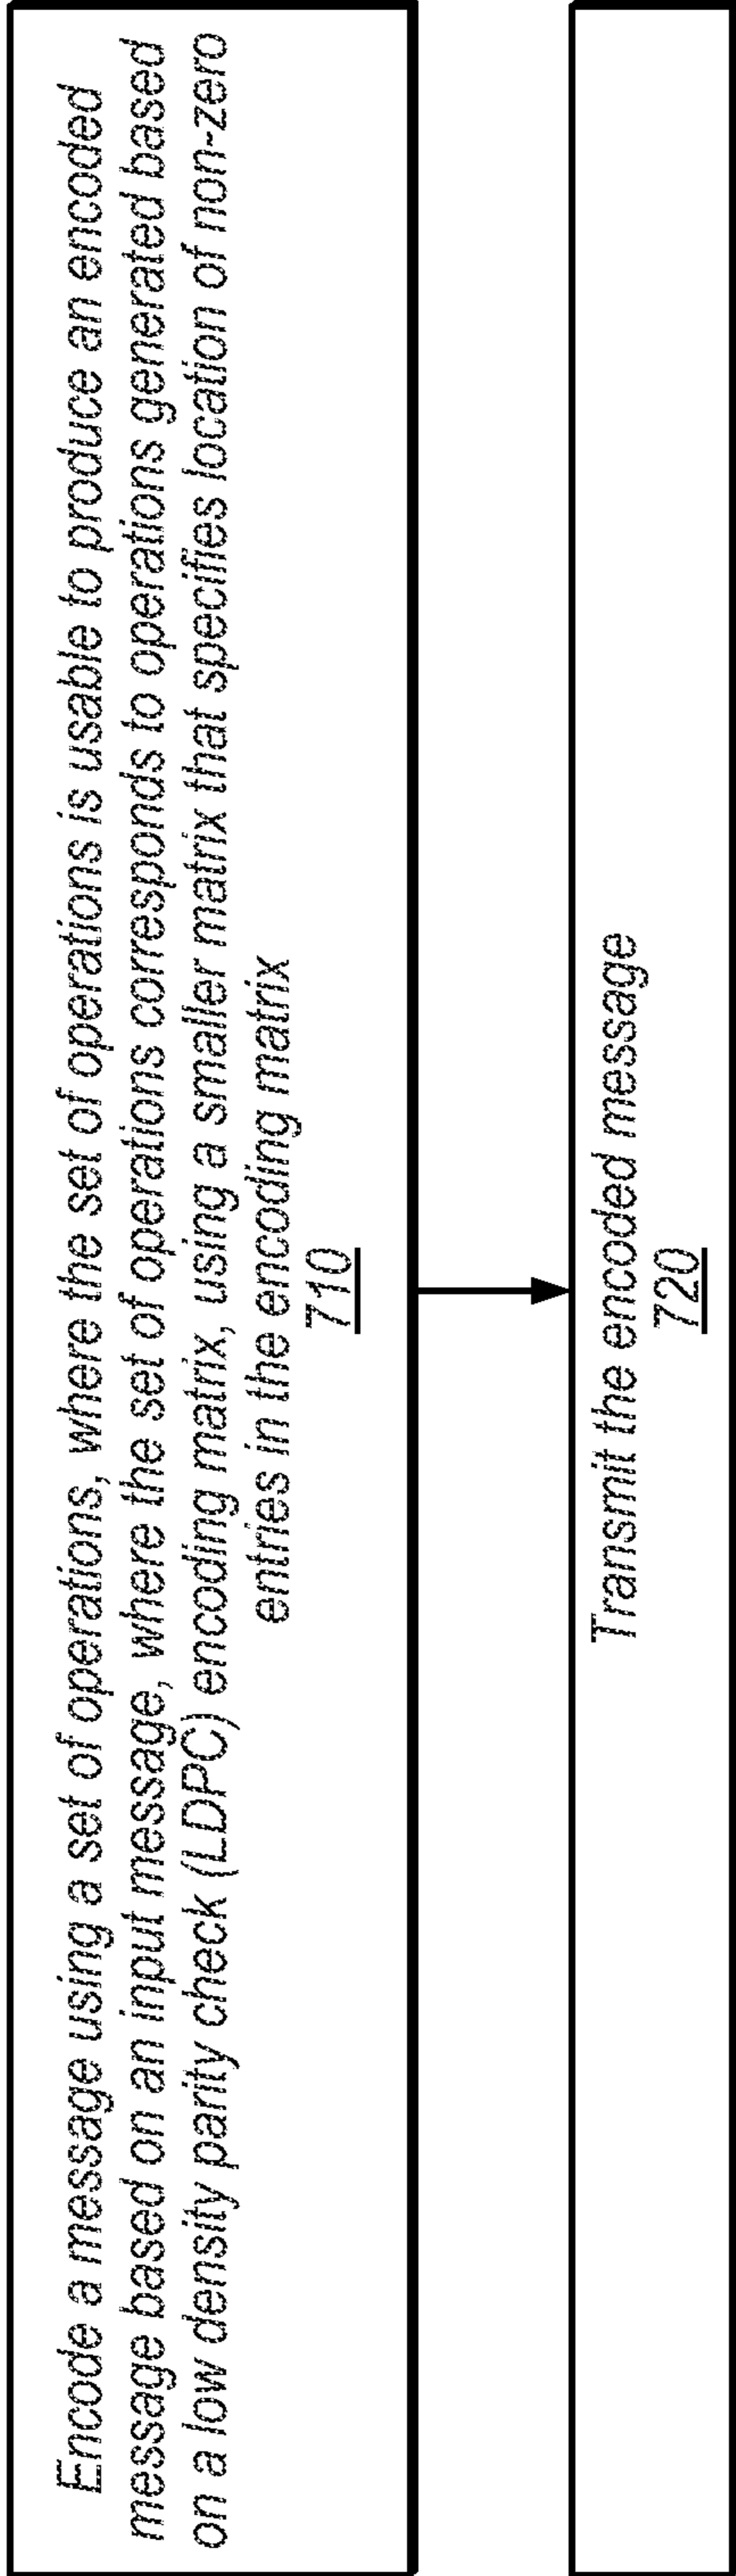 Encode a message using a set of operations, where the set of operations is usable to produce an encoded
message based on an input message, where the set of operations corresponds to operations generated based
on a low density parity check (LDPC) encoding matrix, using a smaller matrix that specifies location of non-zero
entries in the encoding matrix
710
Transmit the encoded message
720